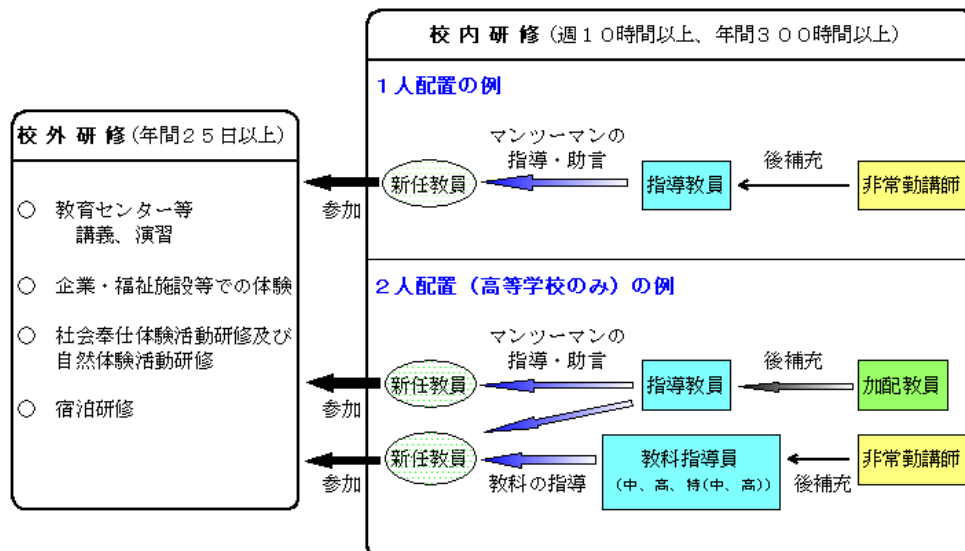 校内研修(週10時間以上、年間300時間以上)
1人配置の例
校外研修(年間25日以上)
○ 教育センター等
講義、演習
○ 企業・福祉施設等での体験
○ 社会奉仕体験活動研修及び
自然体験活動研修
○ 宿泊研修
参加
新任教員
マンツーマンの
指導・助言
指導教員
後補充
非常勤講師
2人配置(高等学校のみ)の例
参加
新任教員
マンツーマンの
指導・助言
指導教員
後補充
加配教員
参加
新任教員
教科の指導
教科指導員
(中、高、特(中、高))
後補充
非常勤講師